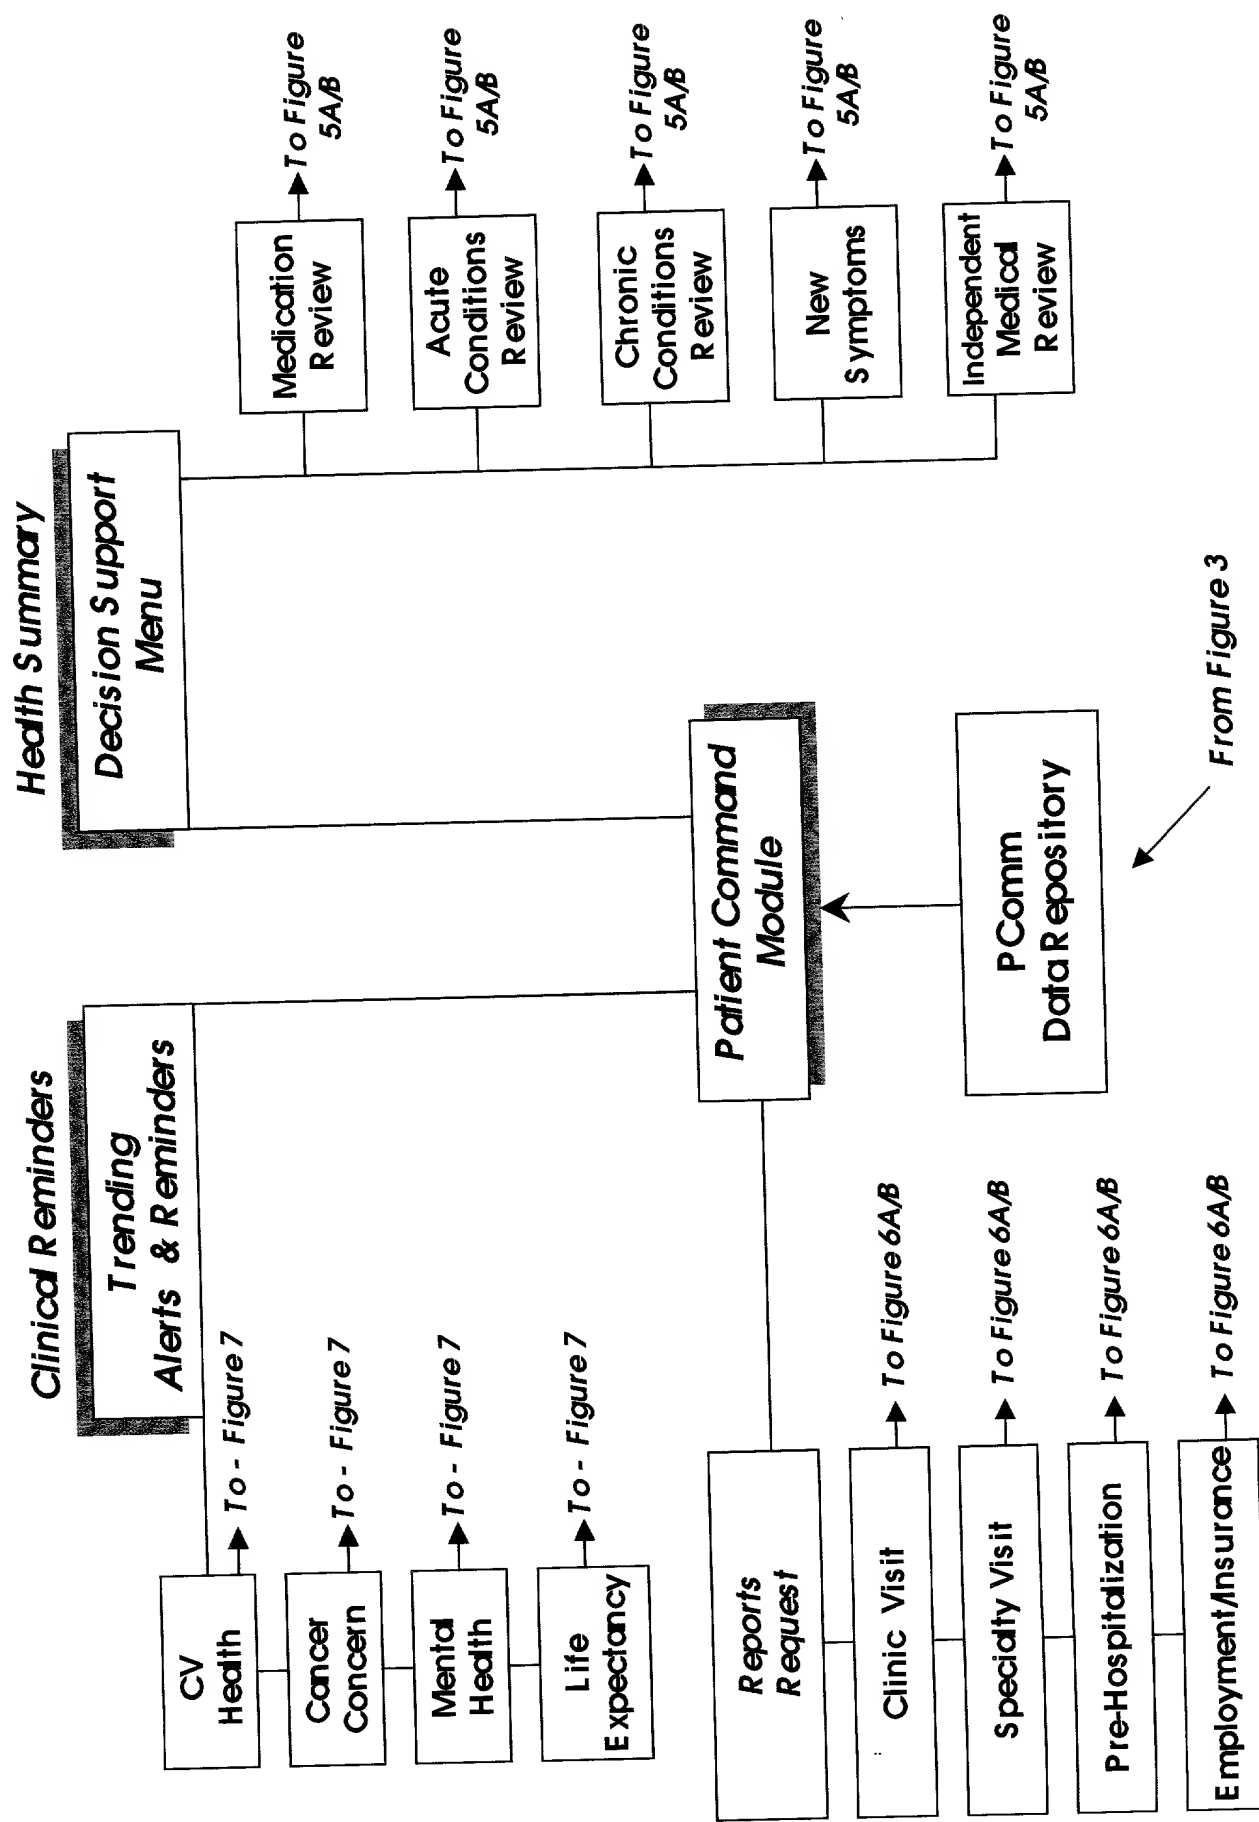 Clinical Reminders
Trending
Alerts & Reminders
CV
Health
To - Figure 7
Cancer
Concern
To - Figure 7
Mental
Health
To - Figure 7
Life
Expectancy
To - Figure 7
Health Summary
Decision Support
Menu
Medication
Review
To Figure
5A/B
Acute
Conditions
Review
To Figure
5A/B
Chronic
Conditions
Review
To Figure
5A/B
New
Symptoms
To Figure
5A/B
Independent
Medical
Review
To Figure
5A/B
Patient Command
Module
PComm
Data Repository
From Figure 3
Reports
Request
Clinic Visit
To Figure 6A/B
Specialty Visit
To Figure 6A/B
Pre-Hospitalization
To Figure 6A/B
Employment/Insurance
To Figure 6A/B